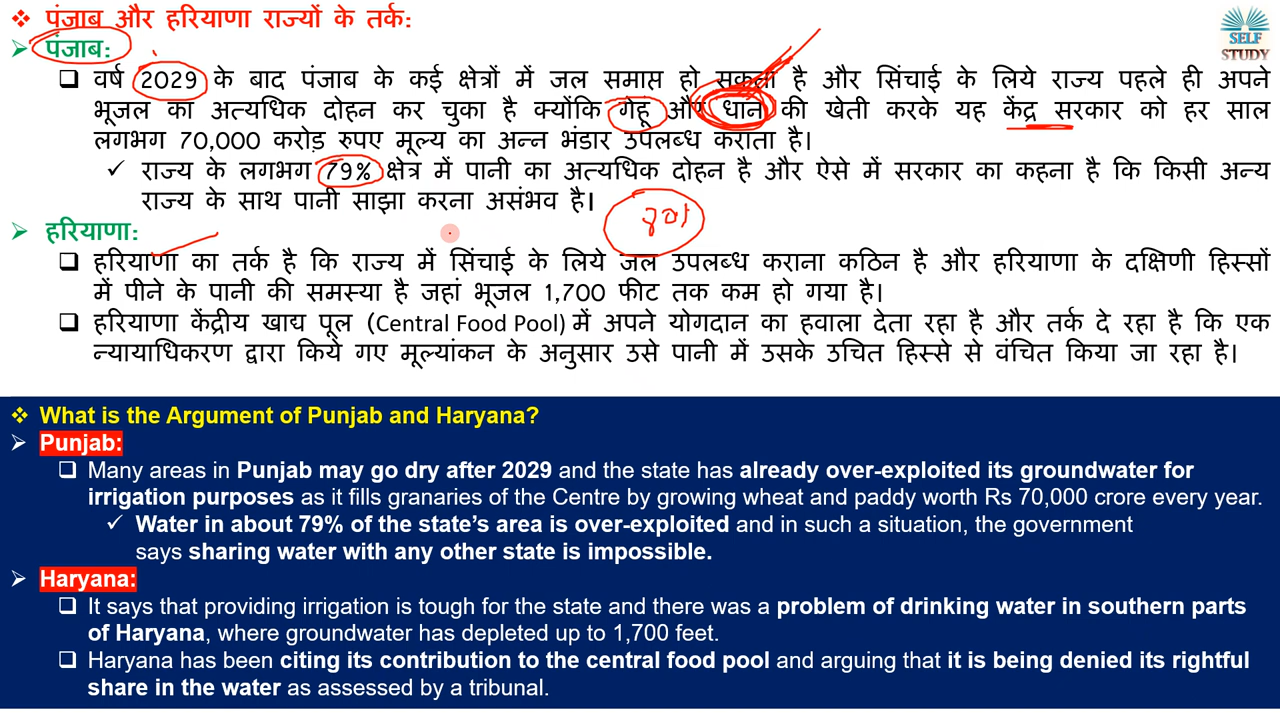 ❖ पंजाब और हरियाणा राज्यों के तर्क:
SELF
STUDY
➢ पंजाब:
❑ वर्ष 2029 के बाद पंजाब के कई क्षेत्रों में जल समाप्त हो सकता है और सिंचाई के लिये राज्य पहले ही अपने
भूजल का अत्यधिक दोहन कर चुका है क्योंकि गेहूं और धान की खेती करके यह केंद्र सरकार को हर साल
लगभग 70,000 करोड़ रुपए मूल्य का अन्न भंडार उपलब्ध कराता है।
✓ राज्य के लगभग 79% क्षेत्र में पानी का अत्यधिक दोहन है और ऐसे में सरकार का कहना है कि किसी अन्य
राज्य के साथ पानी साझा करना असंभव है।
➢ हरियाणा:
❑ हरियाणा का तर्क है कि राज्य में सिंचाई के लिये जल उपलब्ध कराना कठिन है और हरियाणा के दक्षिणी हिस्सों
में पीने के पानी की समस्या है जहां भूजल 1,700 फीट तक कम हो गया है।
❑ हरियाणा केंद्रीय खाद्य पूल (Central Food Pool) में अपने योगदान का हवाला देता रहा है और तर्क दे रहा है कि एक
न्यायाधिकरण द्वारा किये गए मूल्यांकन के अनुसार उसे पानी में उसके उचित हिस्से से वंचित किया जा रहा है।
❖ What is the Argument of Punjab and Haryana?
➢ Punjab:
❑ Many areas in Punjab may go dry after 2029 and the state has already over-exploited its groundwater for
irrigation purposes as it fills granaries of the Centre by growing wheat and paddy worth Rs 70,000 crore every year.
✓ Water in about 79% of the state's area is over-exploited and in such a situation, the government
says sharing water with any other state is impossible.
➢ Haryana:
❑ It says that providing irrigation is tough for the state and there was a problem of drinking water in southern parts
of Haryana, where groundwater has depleted up to 1,700 feet.
❑ Haryana has been citing its contribution to the central food pool and arguing that it is being denied its rightful
share in the water as assessed by a tribunal.